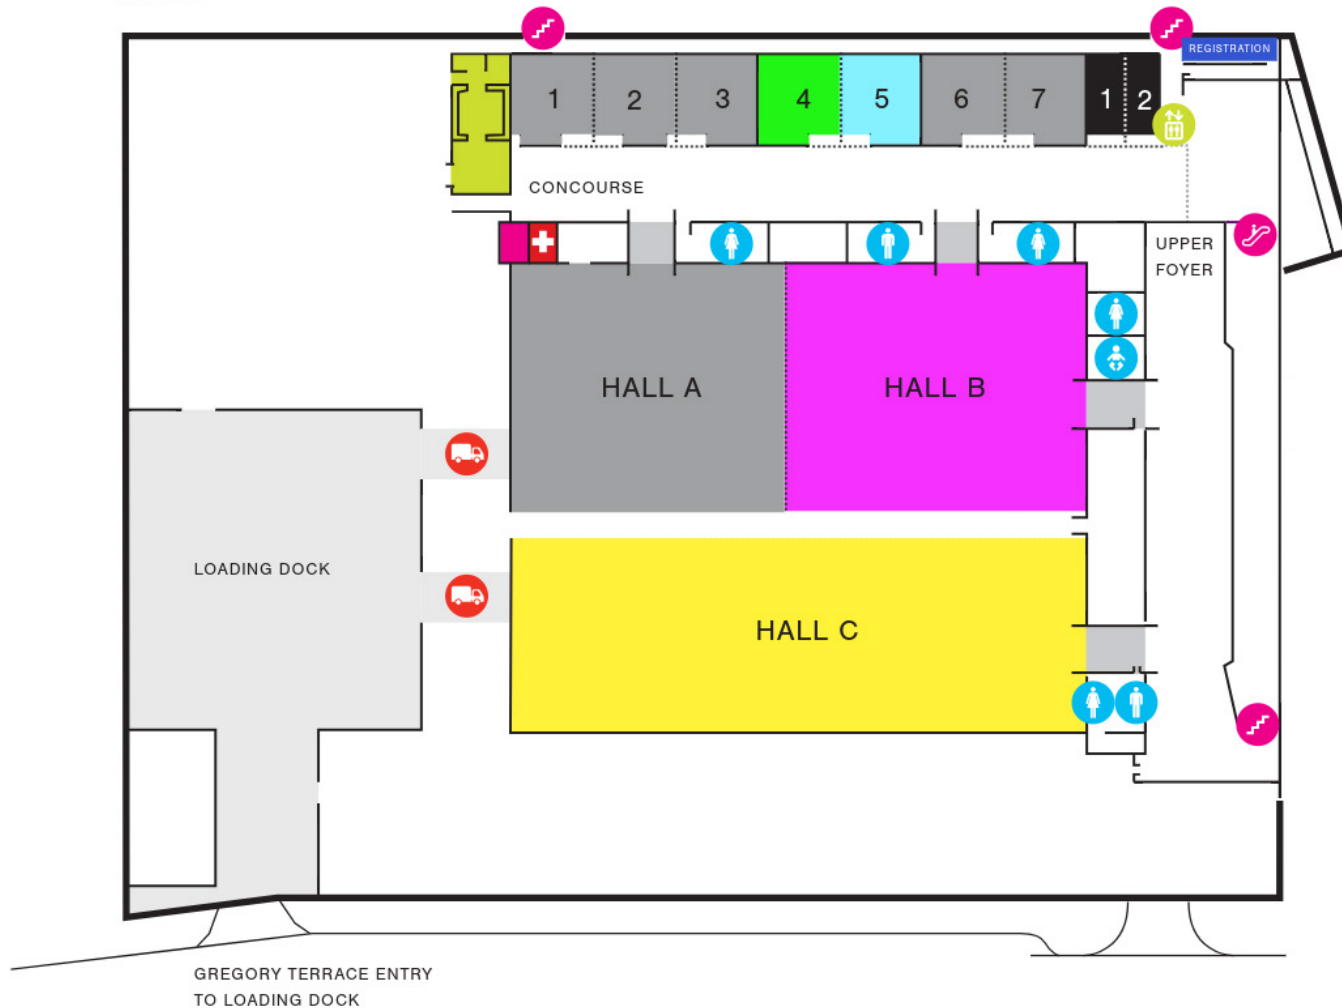 REGISTRATION
1 2 3 4 5 6 7 1 2
CONCOURSE
UPPER
FOYER
HALL A
HALL B
LOADING DOCK
HALL C
GREGORY TERRACE ENTRY
TO LOADING DOCK